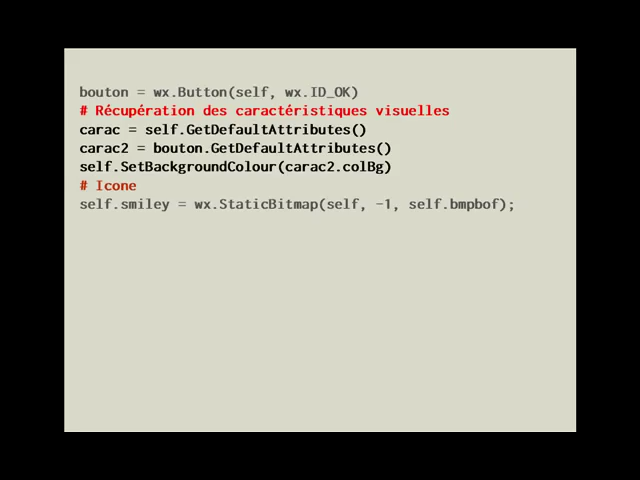 bouton = wx.Button(self, wx.ID_OK)
# Récupération des caractéristiques visuelles
carac = self.GetDefaultAttributes()
carac2 = bouton.GetDefaultAttributes()
self.SetBackgroundColour(carac2.colBg)
# Icone
self.smiley = wx.StaticBitmap(self, -1, self.bmpbof);